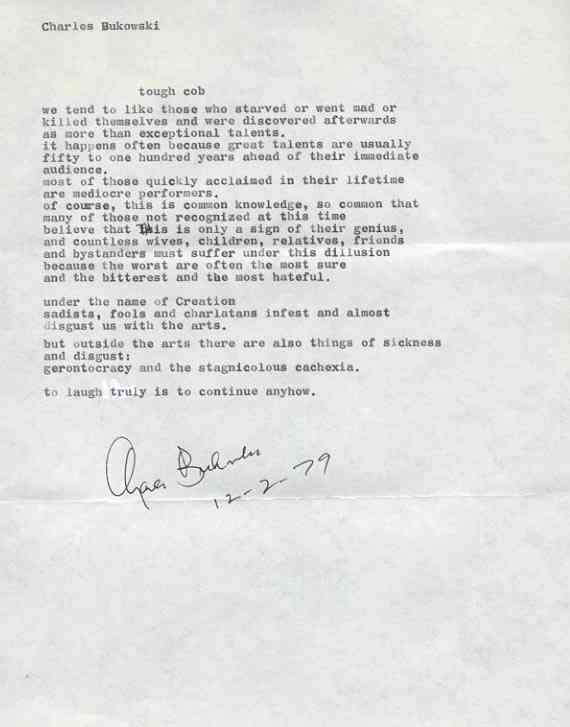 Charles Bukowski
tough cob
we tend to like those who starved or went mad or
killed themselves and were discovered afterwards
as more than exceptional talents.
it happens often because great talents are usually
fifty to one hundred years ahead of their immediate
audience.
most of those quickly acclaimed in their lifetime
are mediocre performers.
of course, this is common knowledge, so common that
many of those not recognized at this time
believe that This is only a sign of their genius,
and countless wives, children, relatives, friends
and bystanders must suffer under this dillusion
because the worst are often the most sure
and the bitterest and the most hateful.
under the name of Creation
sadists, fools and charlatans infest and almost
disgust us with the arts.
but outside the arts there are also things of sickness
and disgust:
gerontocracy and the stagnicolous cachexia.
to laugh truly is to continue anyhow.
Charles Bukowski
12-2-79